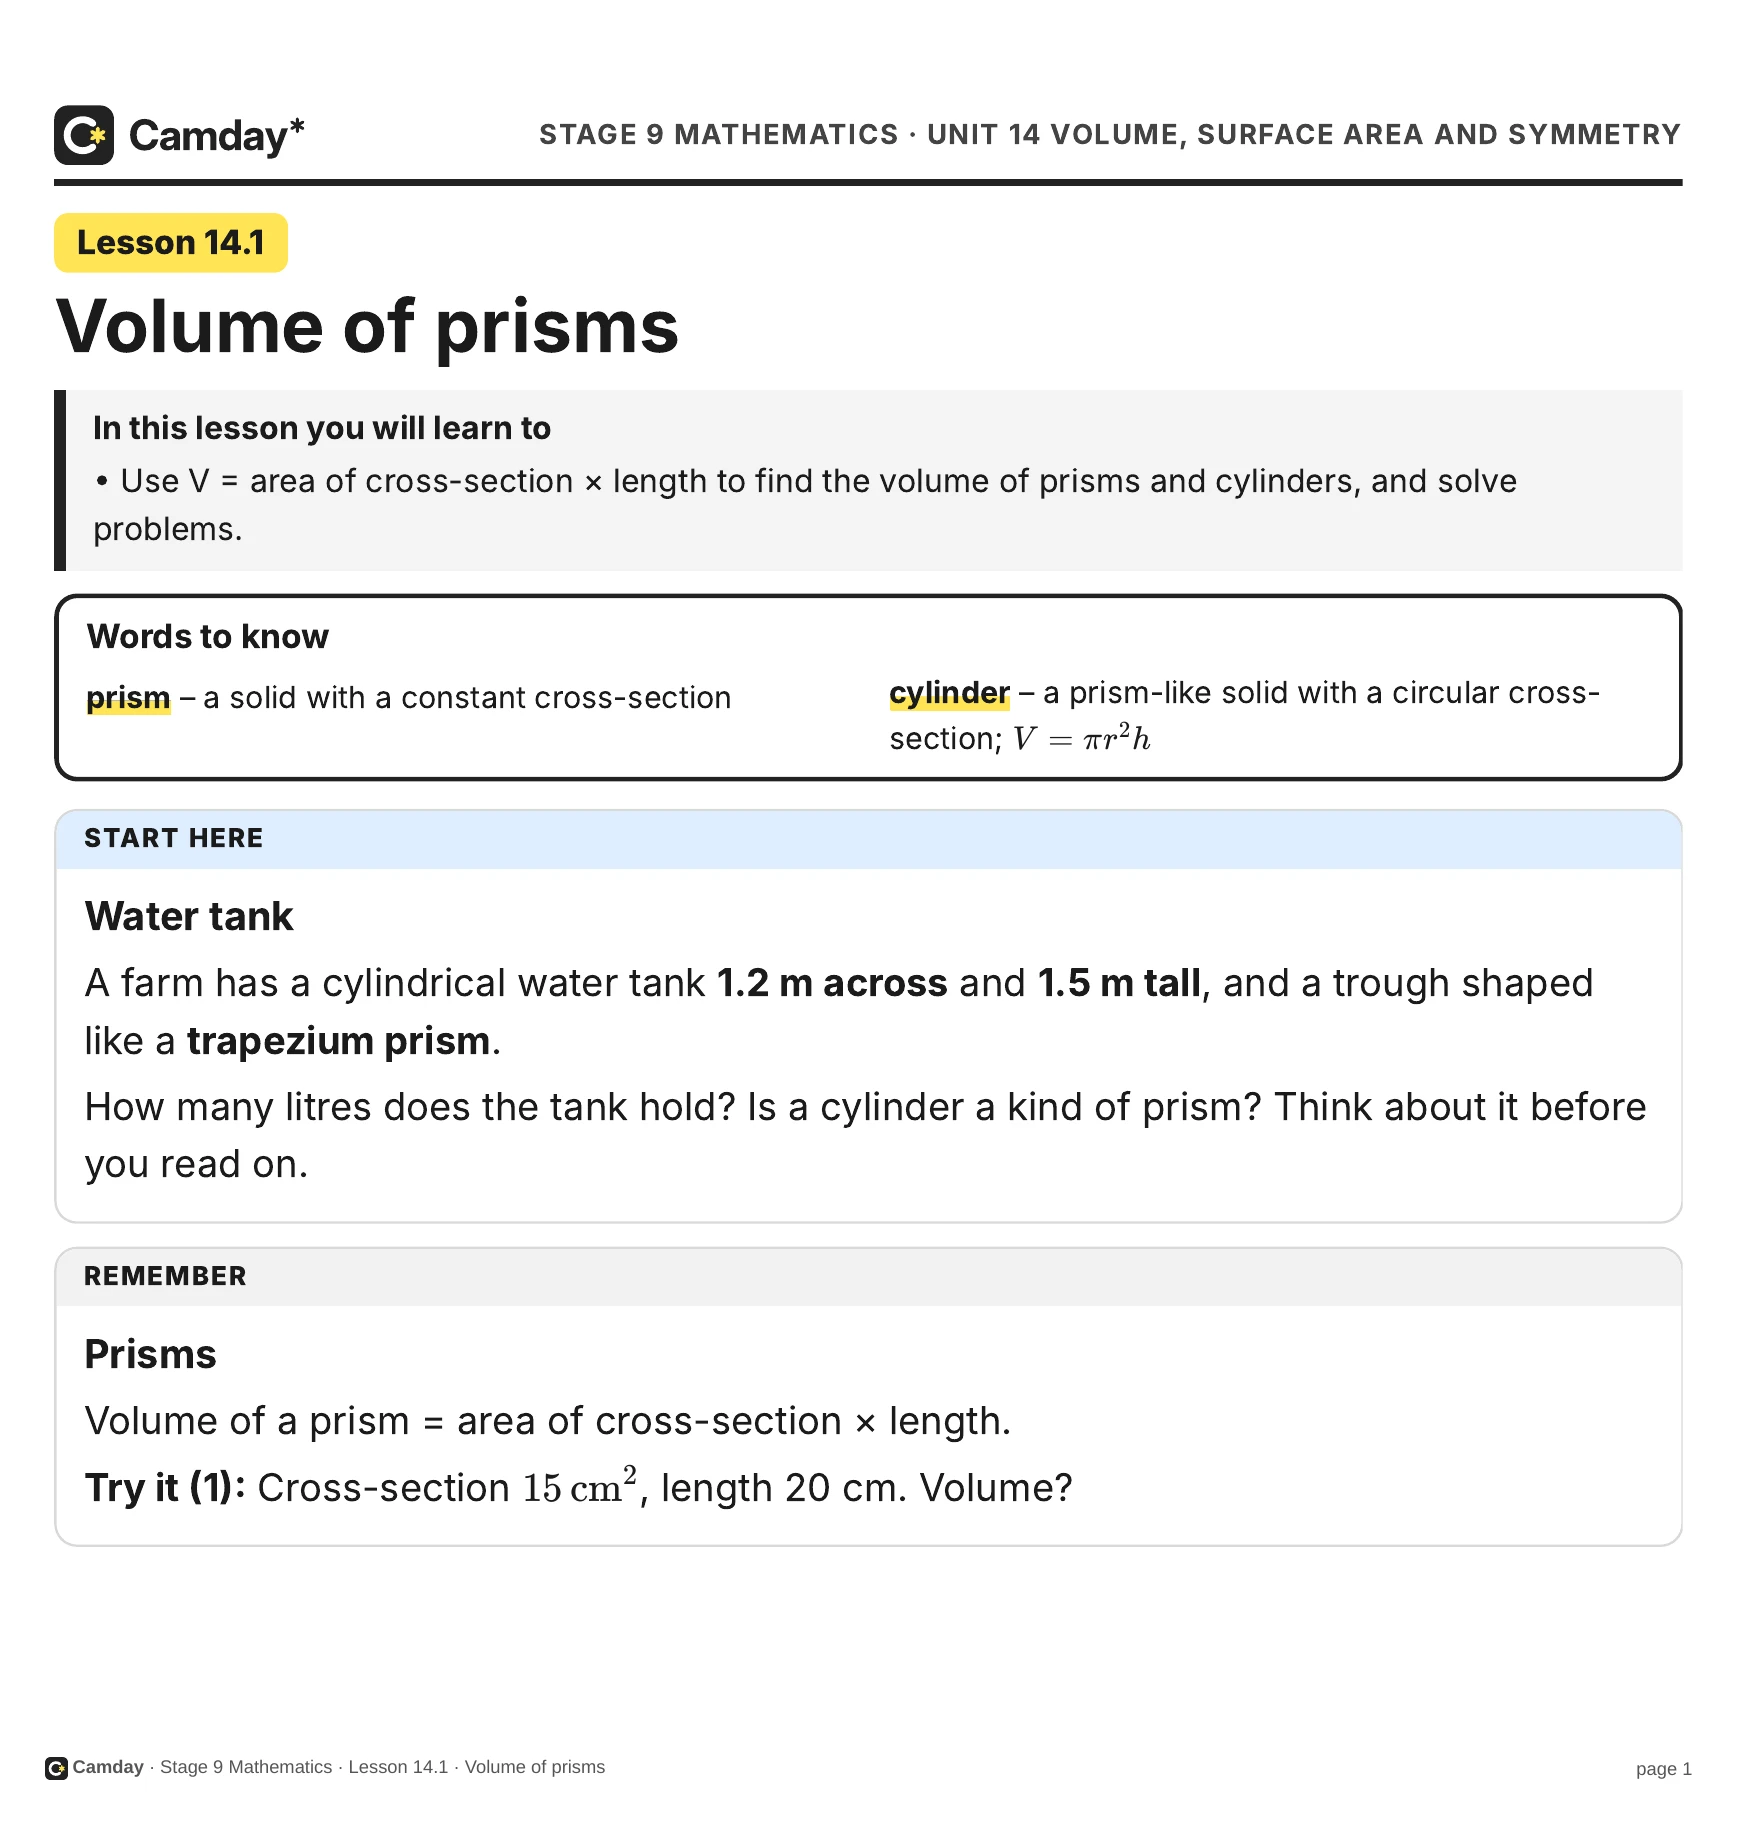 Camday*
STAGE 9 MATHEMATICS · UNIT 14 VOLUME, SURFACE AREA AND SYMMETRY
Lesson 14.1
Volume of prisms
In this lesson you will learn to
• Use V = area of cross-section × length to find the volume of prisms and cylinders, and solve
problems.
Words to know
prism – a solid with a constant cross-section
cylinder – a prism-like solid with a circular cross-
section; V = πr²h
START HERE
Water tank
A farm has a cylindrical water tank 1.2 m across and 1.5 m tall, and a trough shaped
like a trapezium prism.
How many litres does the tank hold? Is a cylinder a kind of prism? Think about it before
you read on.
REMEMBER
Prisms
Volume of a prism = area of cross-section × length.
Try it (1): Cross-section 15 cm², length 20 cm. Volume?
Camday · Stage 9 Mathematics · Lesson 14.1 · Volume of prisms
page 1